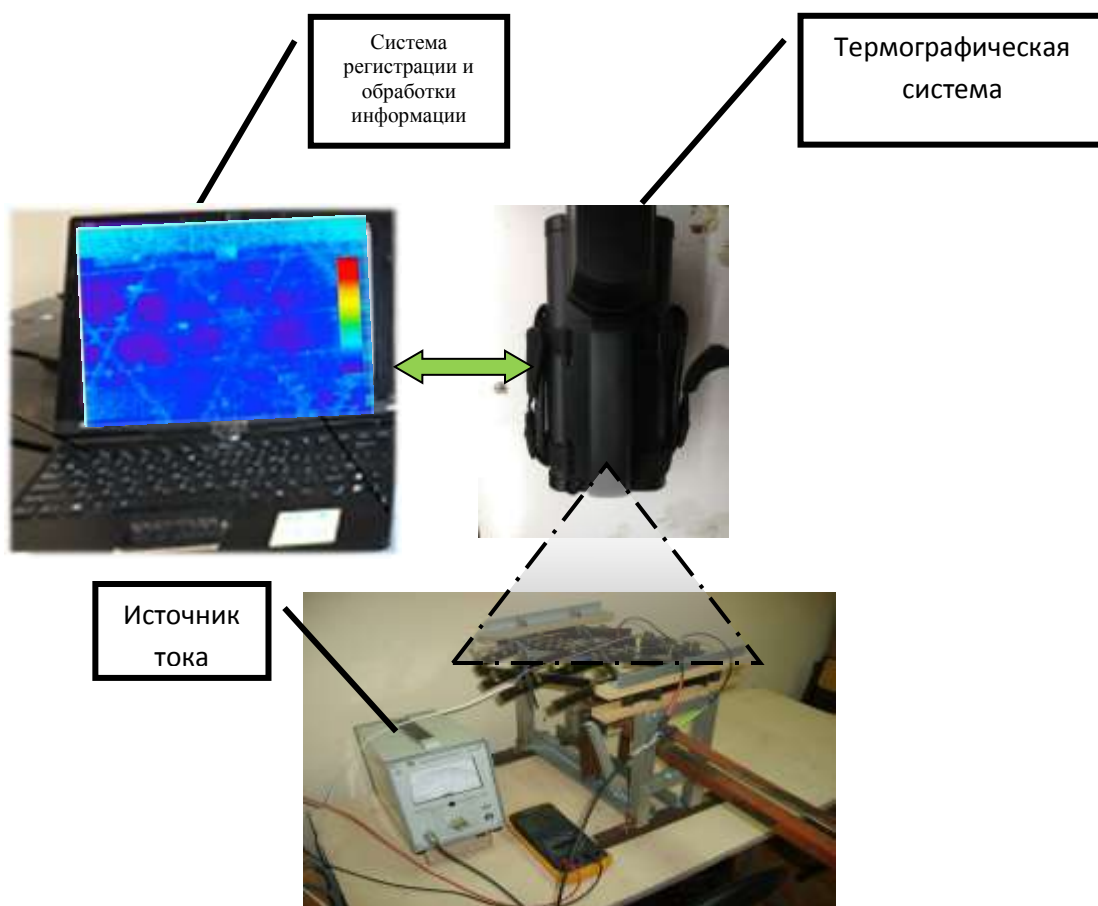 Система
регистрации и
обработки
информации
Термографическая
система
Источник
тока